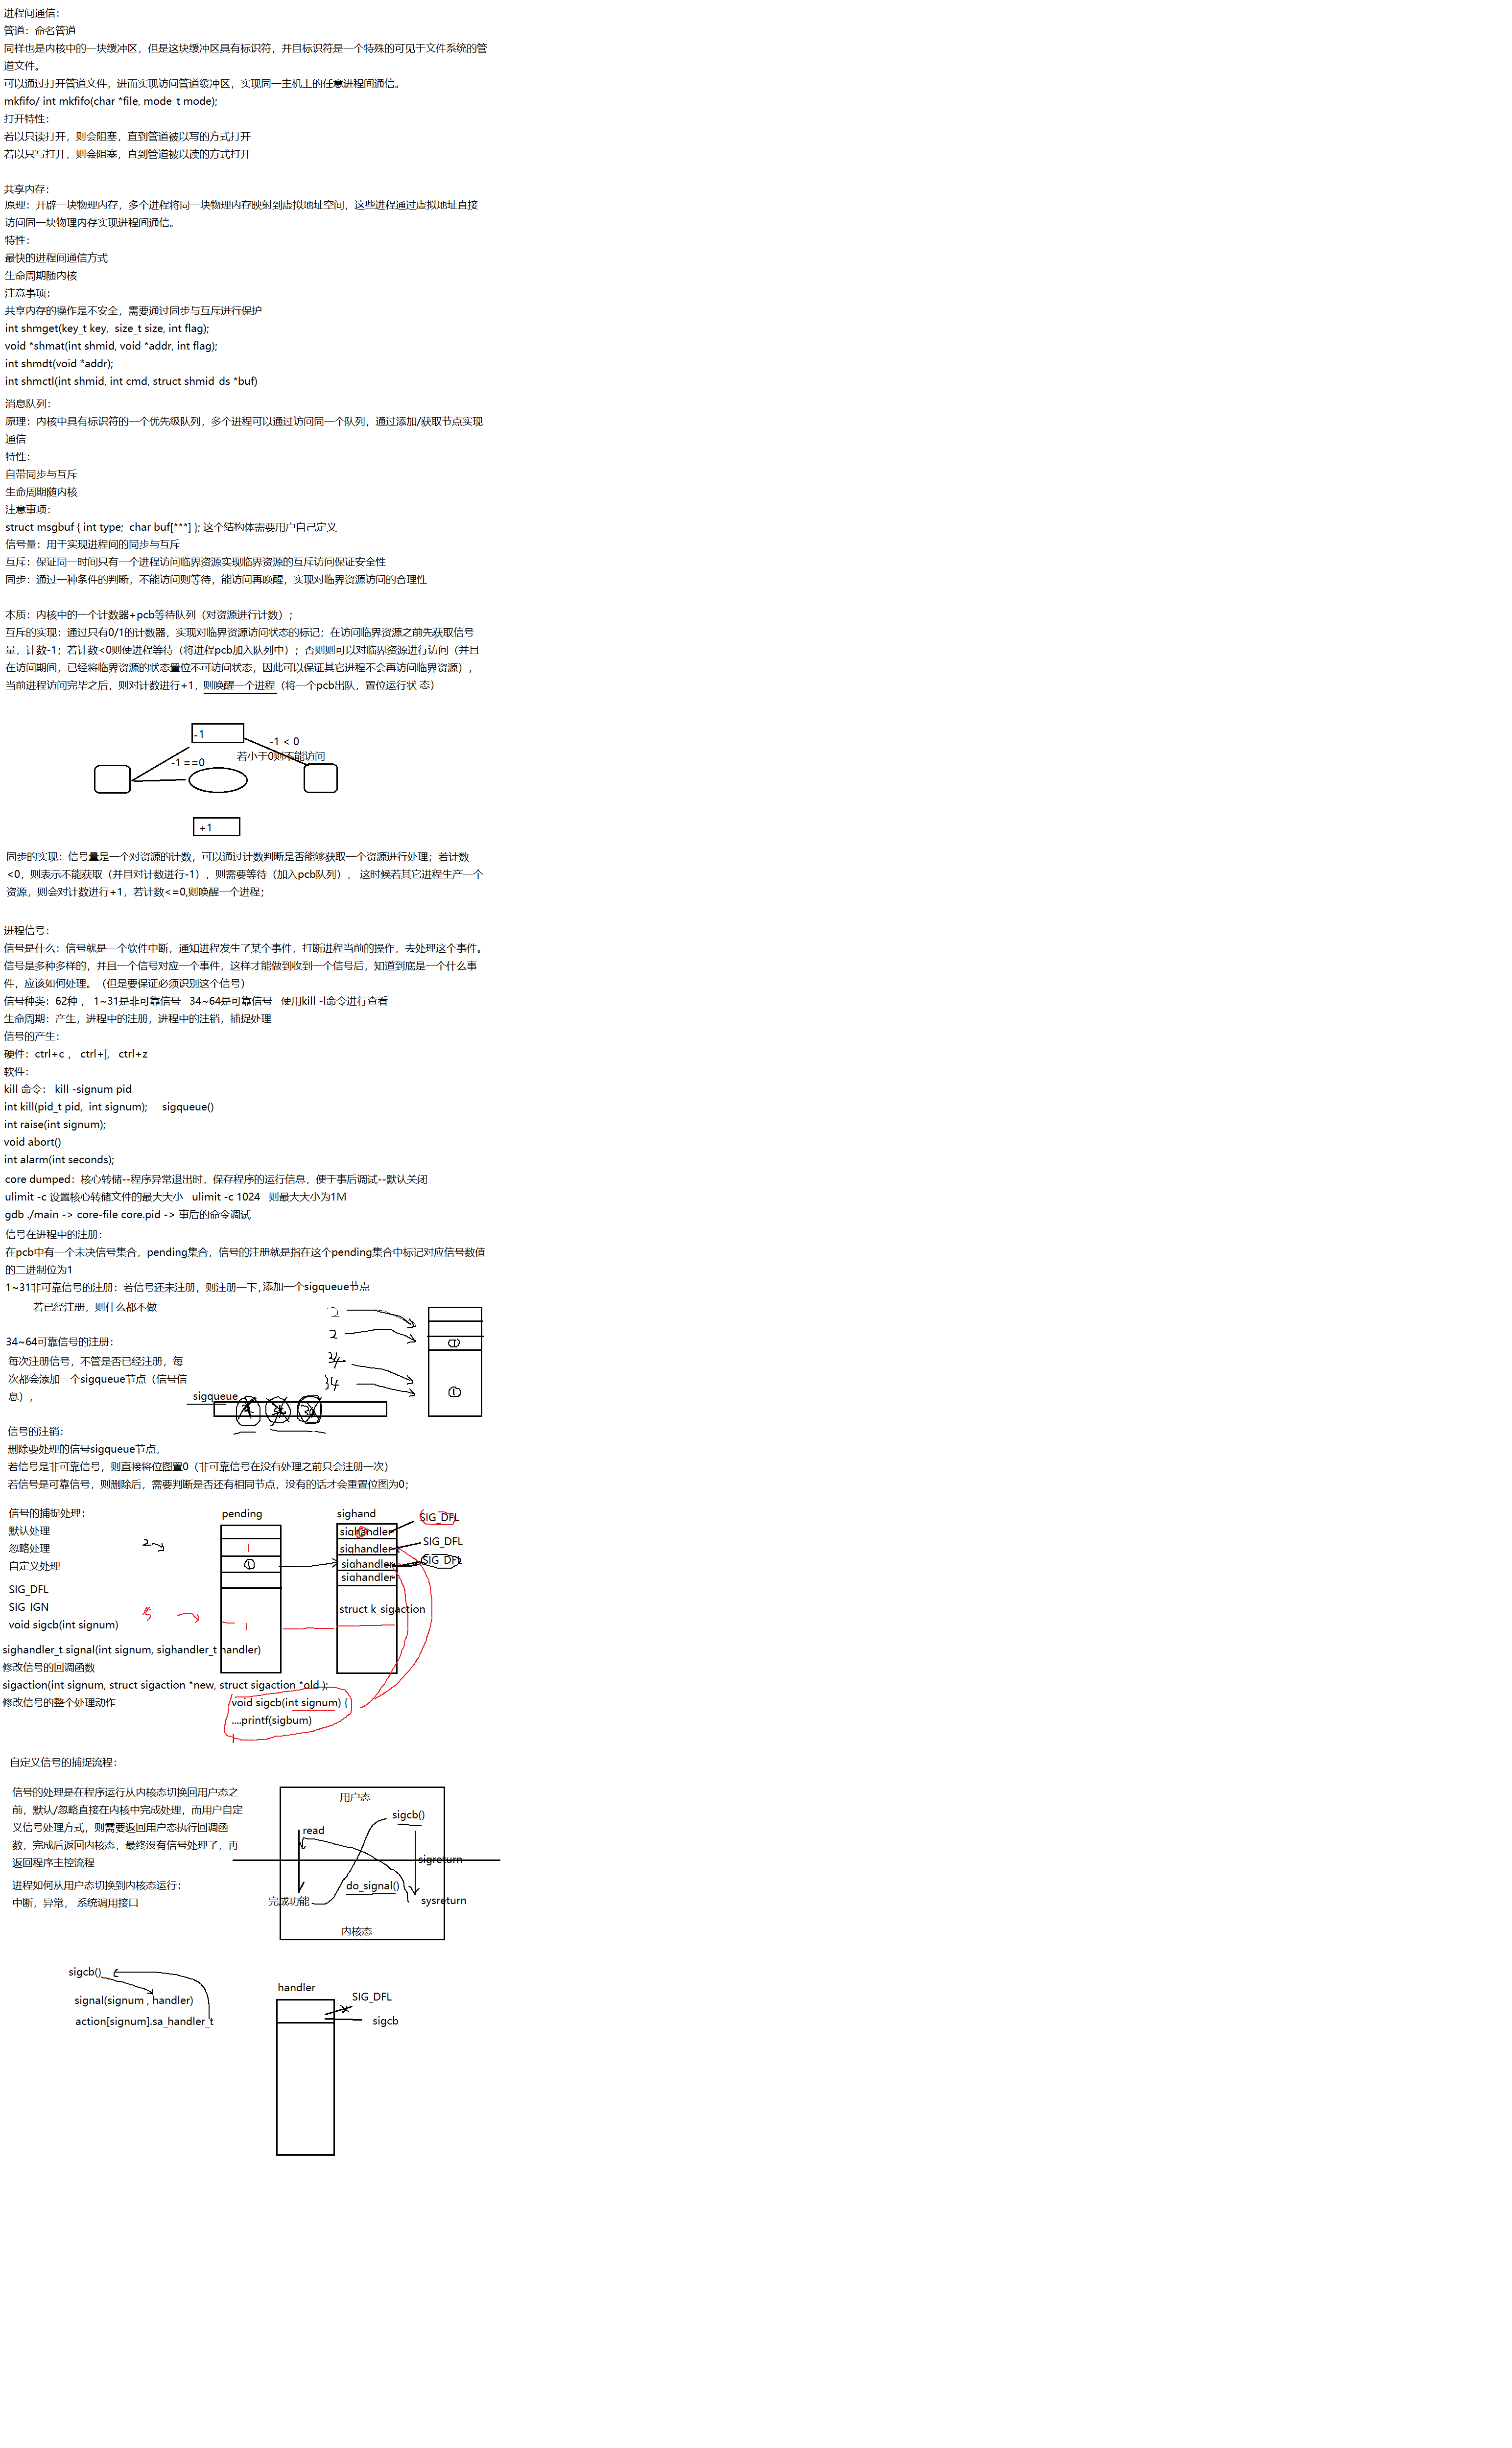 进程间通信：
管道：命名管道
同样也是内核中的一块缓冲区，但是这块缓冲区具有标识符，并且标识符是一个特殊的可见于文件系统的管
道文件。
可以通过打开管道文件，进而实现访问管道缓冲区，实现同一主机上的任意进程间通信。
mkfifo/ int mkfifo(char *file, mode_t mode);
打开特性：
若以只读打开，则会阻塞，直到管道被以写的方式打开
若以只写打开，则会阻塞，直到管道被以读的方式打开
共享内存：
原理：开辟一块物理内存，多个进程将同一块物理内存映射到虚拟地址空间，这些进程通过虚拟地址直接
访问同一块物理内存实现进程间通信。
特性：
最快的进程间通信方式
生命周期随内核
注意事项：
共享内存的操作是不安全，需要通过同步与互斥进行保护
int shmget(key_t key,  size_t size, int flag);
void *shmat(int shmid, void *addr, int flag);
int shmdt(void *addr);
int shmctl(int shmid, int cmd, struct shmid_ds *buf)
消息队列：
原理：内核中具有标识符的一个优先级队列，多个进程可以通过访问同一个队列，通过添加/获取节点实现
通信
特性：
自带同步与互斥
生命周期随内核
注意事项：
struct msgbuf { int type;  char buf[***] }; 这个结构体需要用户自己定义
信号量：用于实现进程间的同步与互斥
互斥：保证同一时间只有一个进程访问临界资源实现临界资源的互斥访问保证安全性
同步：通过一种条件的判断，不能访问则等待，能访问再唤醒，实现对临界资源访问的合理性
本质：内核中的一个计数器+pcb等待队列（对资源进行计数）;
互斥的实现：通过只有0/1的计数器，实现对临界资源访问状态的标记；在访问临界资源之前先获取信号
量，计数-1；若计数<0则使进程等待（将进程pcb加入队列中）；否则则可以对临界资源进行访问（并且
在访问期间，已经将临界资源的状态置位不可访问状态，因此可以保证其它进程不会再访问临界资源），
当前进程访问完毕之后，则对计数进行+1，则唤醒一个进程（将一个pcb出队，置位运行状 态）
-1
-1 < 0
若小于0则不能访问
-1 ==0
+1
同步的实现：信号量是一个对资源的计数，可以通过计数判断是否能够获取一个资源进行处理；若计数
<0，则表示不能获取（并且对计数进行-1），则需要等待（加入pcb队列）， 这时候若其它进程生产一个
资源，则会对计数进行+1，若计数<=0,则唤醒一个进程；
进程信号：
信号是什么：信号就是一个软件中断，通知进程发生了某个事件，打断进程当前的操作，去处理这个事件。
信号是多种多样的，并且一个信号对应一个事件，这样才能做到收到一个信号后，知道到底是一个什么事
件，应该如何处理。（但是要保证必须识别这个信号）
信号种类：62种， 1~31是非可靠信号   34~64是可靠信号   使用kill -l命令进行查看
生命周期：产生，进程中的注册，进程中的注销，捕捉处理
信号的产生：
硬件：ctrl+c ， ctrl+|,   ctrl+z
软件：
kill 命令： kill -signum pid
int kill(pid_t pid,  int signum);     sigqueue()
int raise(int signum);
void abort()
int alarm(int seconds);
core dumped：核心转储--程序异常退出时，保存程序的运行信息，便于事后调试--默认关闭
ulimit -c 设置核心转储文件的最大大小   ulimit -c 1024   则最大大小为1M
gdb ./main -> core-file core.pid -> 事后的命令调试
信号在进程中的注册：
在pcb中有一个未决信号集合，pending集合，信号的注册就是指在这个pending集合中标记对应信号数值
的二进制位为1
1~31非可靠信号的注册：若信号还未注册，则注册一下，添加一个sigqueue节点
若已经注册，则什么都不做
2
2
1
34~64可靠信号的注册：
每次注册信号，不管是否已经注册，每
次都会添加一个sigqueue节点（信号信
息），
34
34
1
sigqueue
信号的注销：
删除要处理的信号sigqueue节点，
若信号是非可靠信号，则直接将位图置0（非可靠信号在没有处理之前只会注册一次）
若信号是可靠信号，则删除后，需要判断是否还有相同节点，没有的话才会重置位图为0；
信号的捕捉处理：
默认处理
忽略处理
自定义处理
SIG_DFL
SIG_IGN
void sigcb(int signum)
2
15
pending
1
1
1
sighand
sighandler
sighandler
sighandler
sighandler
struct k_sigaction
SIG_DFL
SIG_DFL
SIG_DFL
sighandler_t signal(int signum, sighandler_t handler)
修改信号的回调函数
sigaction(int signum, struct sigaction *new, struct sigaction *old );
修改信号的整个处理动作
void sigcb(int signum) {
....printf(sigbum)
}
自定义信号的捕捉流程：
信号的处理是在程序运行从内核态切换回用户态之
前，默认/忽略直接在内核中完成处理，而用户自定
义信号处理方式，则需要返回用户态执行回调函
数，完成后返回内核态，最终没有信号处理了，再
返回程序主控流程
进程如何从用户态切换到内核态运行：
中断，异常， 系统调用接口
用户态
sigcb()
read
sigreturn
do_signal()
完成功能
sysreturn
内核态
sigcb()
signal(signum , handler)
action[signum].sa_handler_t
handler
SIG_DFL
sigcb